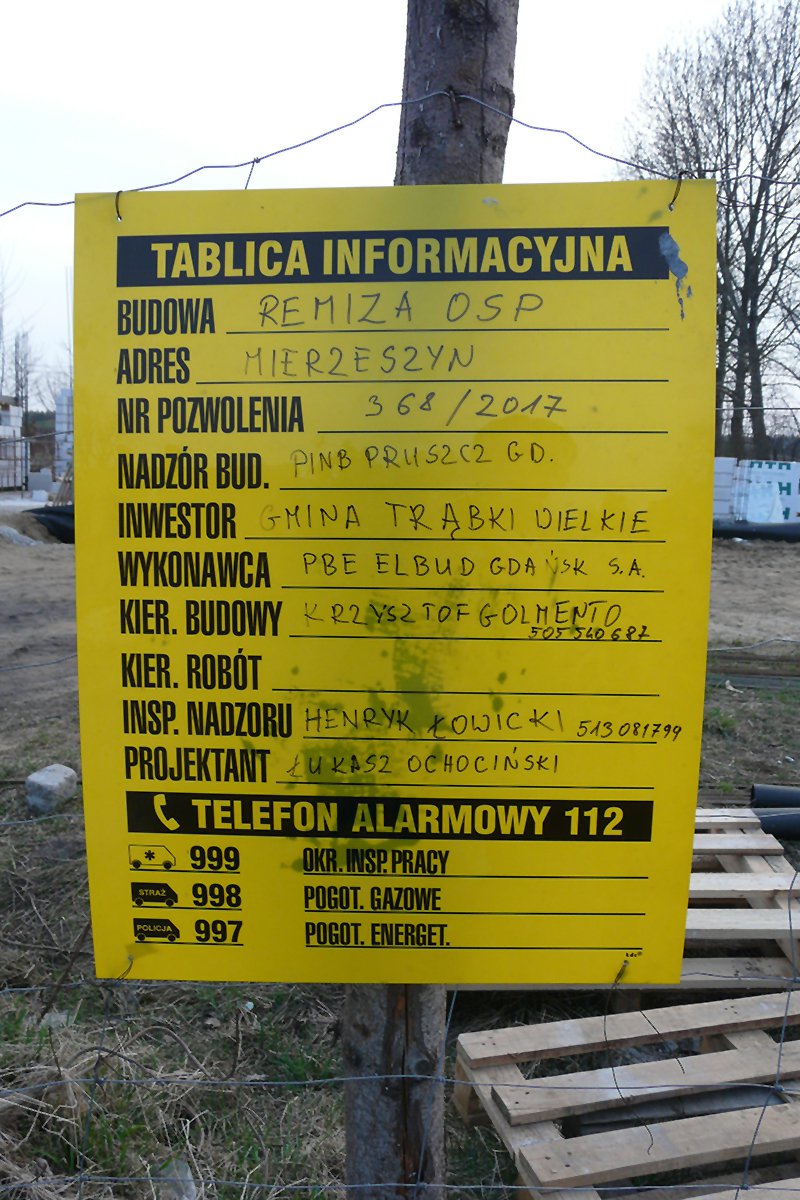 TABLICA INFORMACYJNA
BUDOWA REMIZA OSP
ADRES MIERZESZYN
NR POZWOLENIA 368/2017
NADZÓR BUD. PINB PRUSZCZ GD.
INWESTOR GMINA TRĄBKI WIELKIE
WYKONAWCA PBE ELBUD GDAŃSK S.A.
KIER. BUDOWY KRZYSZTOF GOLMENTO
505 540 687
KIER. ROBÓT
INSP. NADZORU HENRYK ŁOWICKI 513 081799
PROJEKTANT ŁUKASZ OCHOCIŃSKI
TELEFON ALARMOWY 112
999 OKR. INSP. PRACY
STRAŻ 998 POGOT. GAZOWE
POLICJA 997 POGOT. ENERGET.